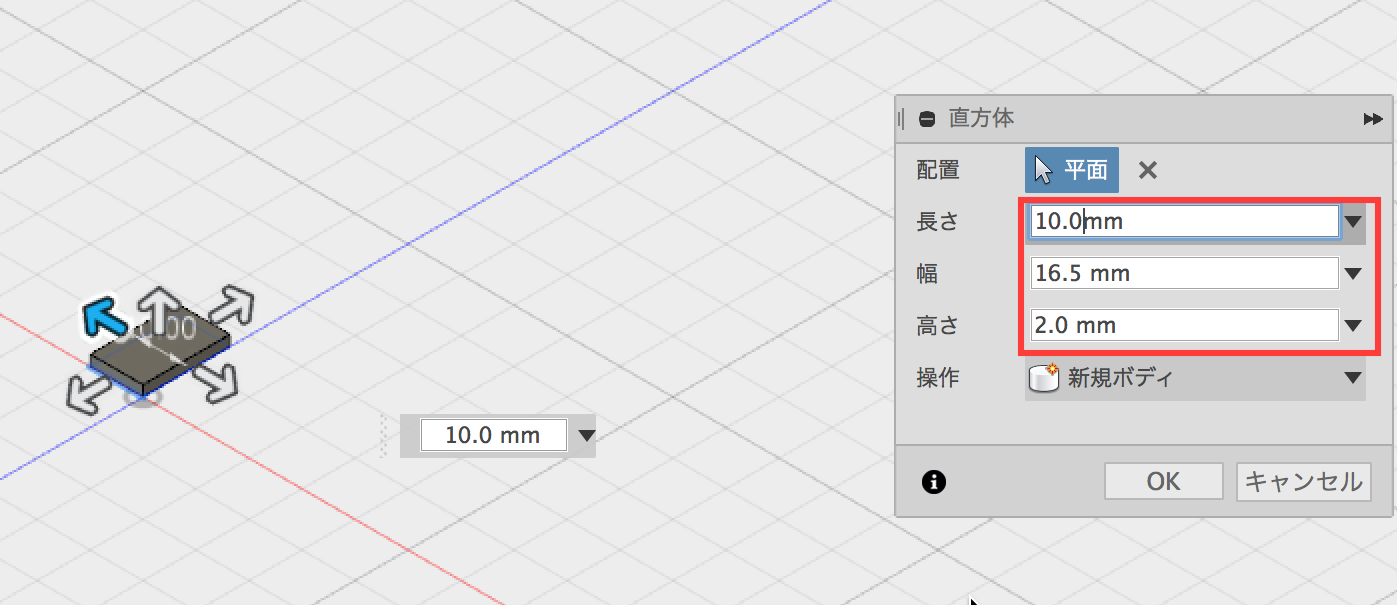 直方体
配置 平面
長さ 10.0mm
幅 16.5 mm
高さ 2.0 mm
操作 新規ボディ
OK キャンセル
10.0 mm